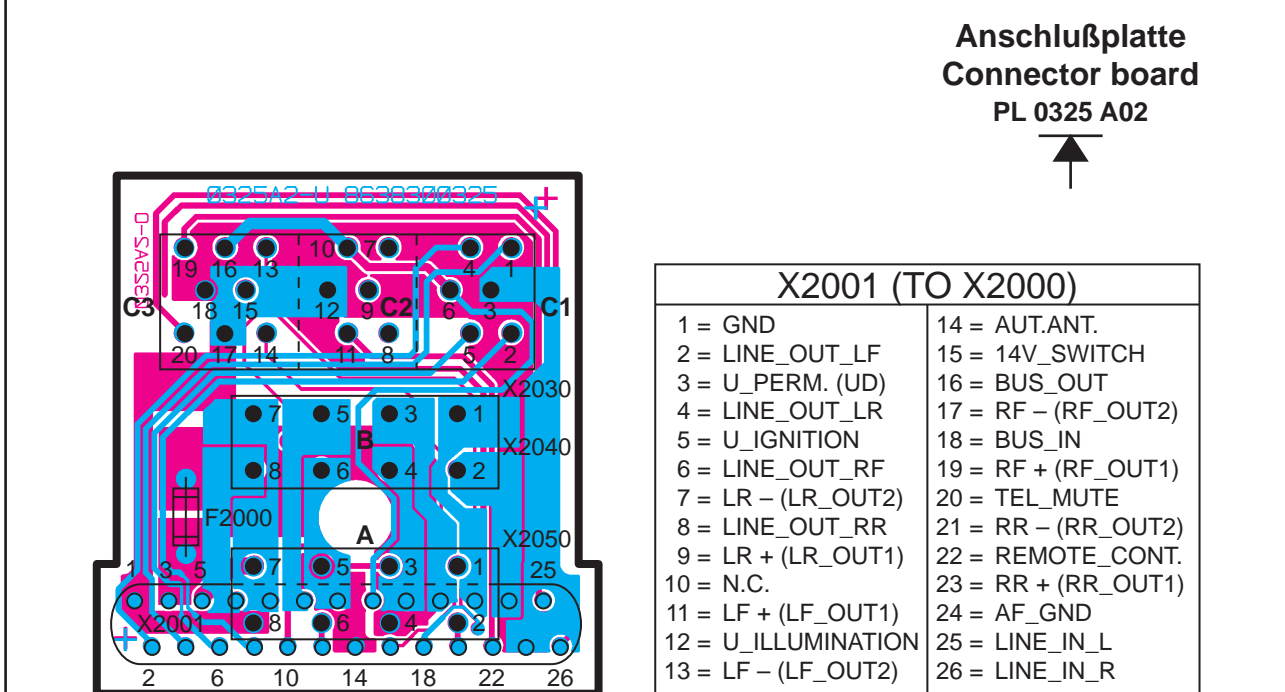 Anschlußplatte
Connector board
PL 0325 A02
0325A2-U 8638300325
19 16 13 10 7 4 1
C3 18 15 12 9 C2 6 3 C1
20 17 14 11 8 5 2
X2030
7 5 3 1
B X2040
8 6 4 2
F2000
A X2050
7 5 3 1
1 3 5 25
X2001 8 6 4 2
2 6 10 14 18 22 26
X2001 (TO X2000)
1 = GND
2 = LINE_OUT_LF
3 = U_PERM. (UD)
4 = LINE_OUT_LR
5 = U_IGNITION
6 = LINE_OUT_RF
7 = LR – (LR_OUT2)
8 = LINE_OUT_RR
9 = LR + (LR_OUT1)
10 = N.C.
11 = LF + (LF_OUT1)
12 = U_ILLUMINATION
13 = LF – (LF_OUT2)
14 = AUT.ANT.
15 = 14V_SWITCH
16 = BUS_OUT
17 = RF – (RF_OUT2)
18 = BUS_IN
19 = RF + (RF_OUT1)
20 = TEL_MUTE
21 = RR – (RR_OUT2)
22 = REMOTE_CONT.
23 = RR + (RR_OUT1)
24 = AF_GND
25 = LINE_IN_L
26 = LINE_IN_R